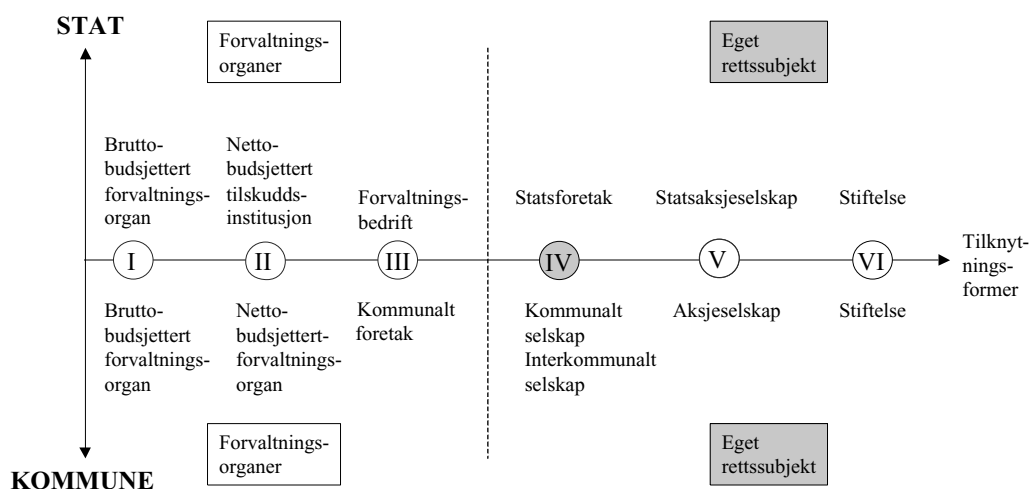 STAT
Forvaltnings-
organer
Eget
rettssubjekt
Brutto-
budsjettert
forvaltnings-
organ
Netto-
budsjettert
tilskudds-
institusjon
Forvaltnings-
bedrift
Statsforetak
Statsaksjeselskap
Stiftelse
I
II
III
IV
V
VI
Tilknyt-
nings-
former
Brutto-
budsjettert
forvaltnings-
organ
Netto-
budsjettert-
forvaltnings-
organ
Kommunalt
foretak
Kommunalt
selskap
Interkommunalt
selskap
Aksjeselskap
Stiftelse
Forvaltnings-
organer
Eget
rettssubjekt
KOMMUNE